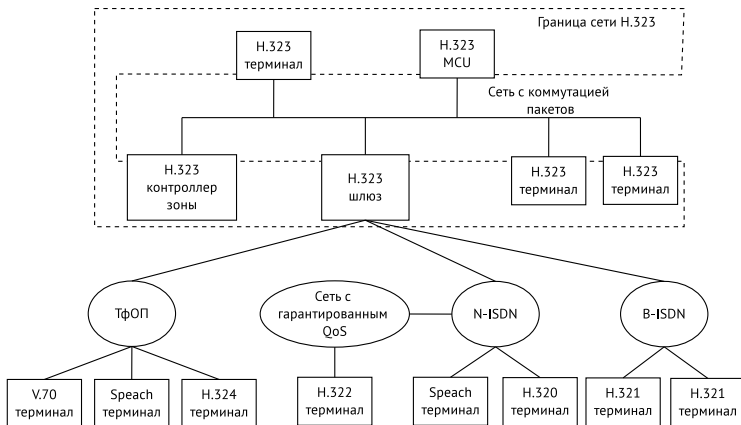 Граница сети H.323
H.323
терминал
H.323
MCU
Сеть с коммутацией
пакетов
H.323
контроллер
зоны
H.323
шлюз
H.323
терминал
H.323
терминал
ТфОП
Сеть с
гарантированным
QoS
N-ISDN
B-ISDN
V.70
терминал
Speach
терминал
H.324
терминал
H.322
терминал
Speach
терминал
H.320
терминал
H.321
терминал
H.321
терминал